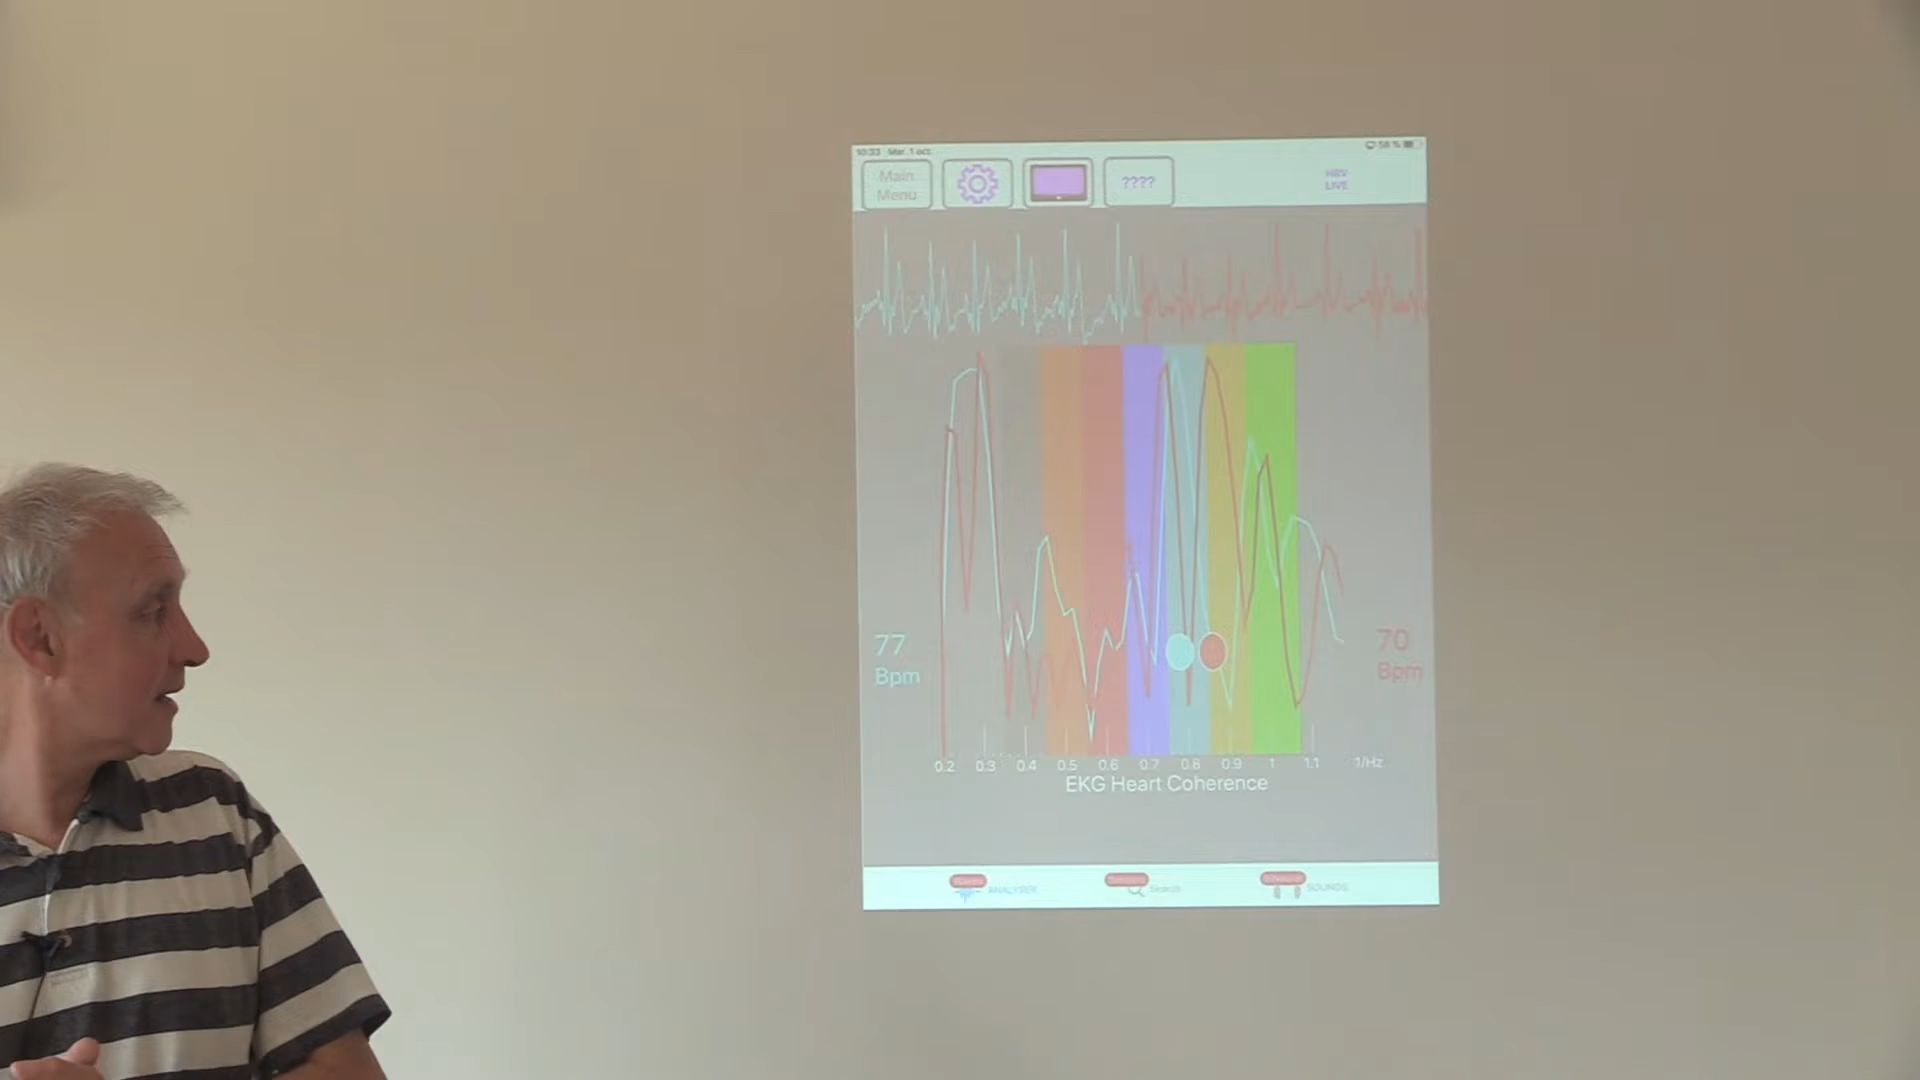 10:33 Mar. 1 oct.
58 %
Main
Menu
????
HRV
LIVE
77
Bpm
70
Bpm
0.2 0.3 0.4 0.5 0.6 0.7 0.8 0.9 1 1.1 1/Hz
EKG Heart Coherence
ANALYSER
Search
SOUNDS